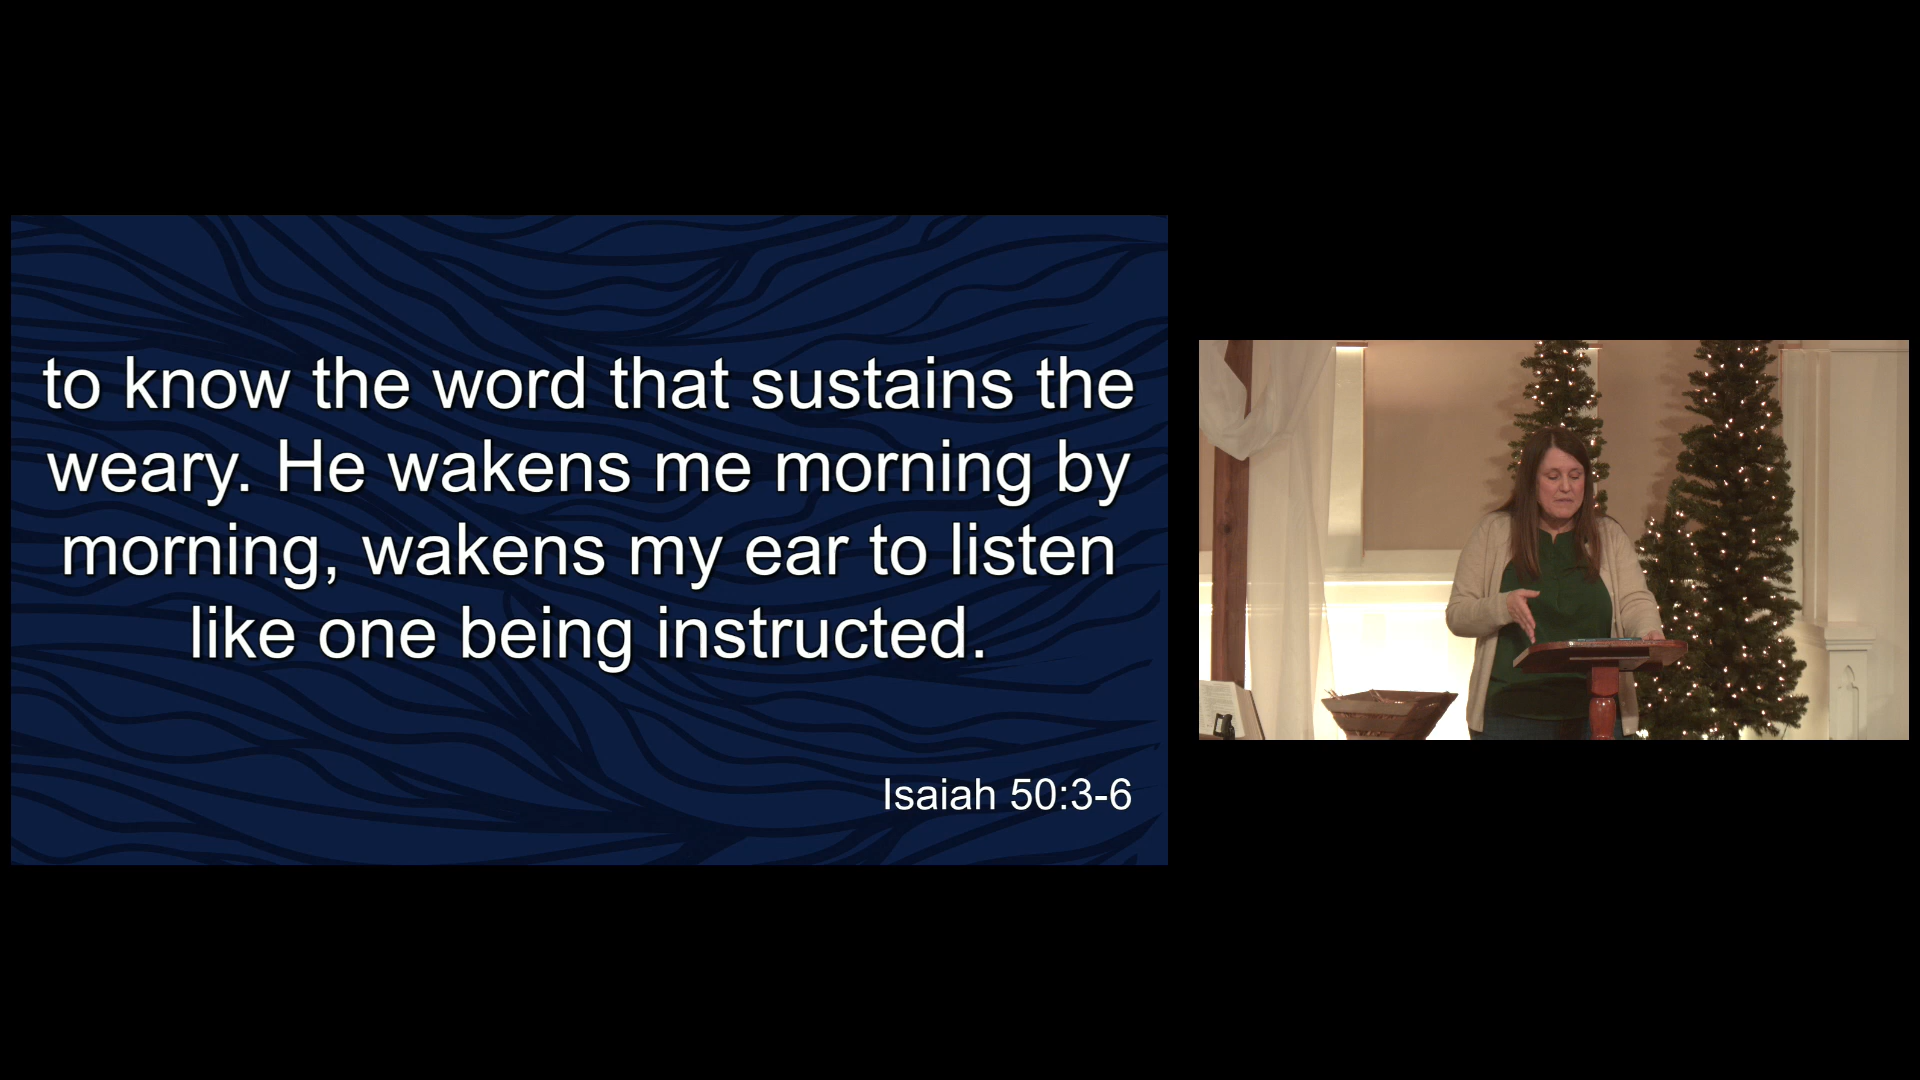 to know the word that sustains the
weary. He wakens me morning by
morning, wakens my ear to listen
like one being instructed.
Isaiah 50:3-6